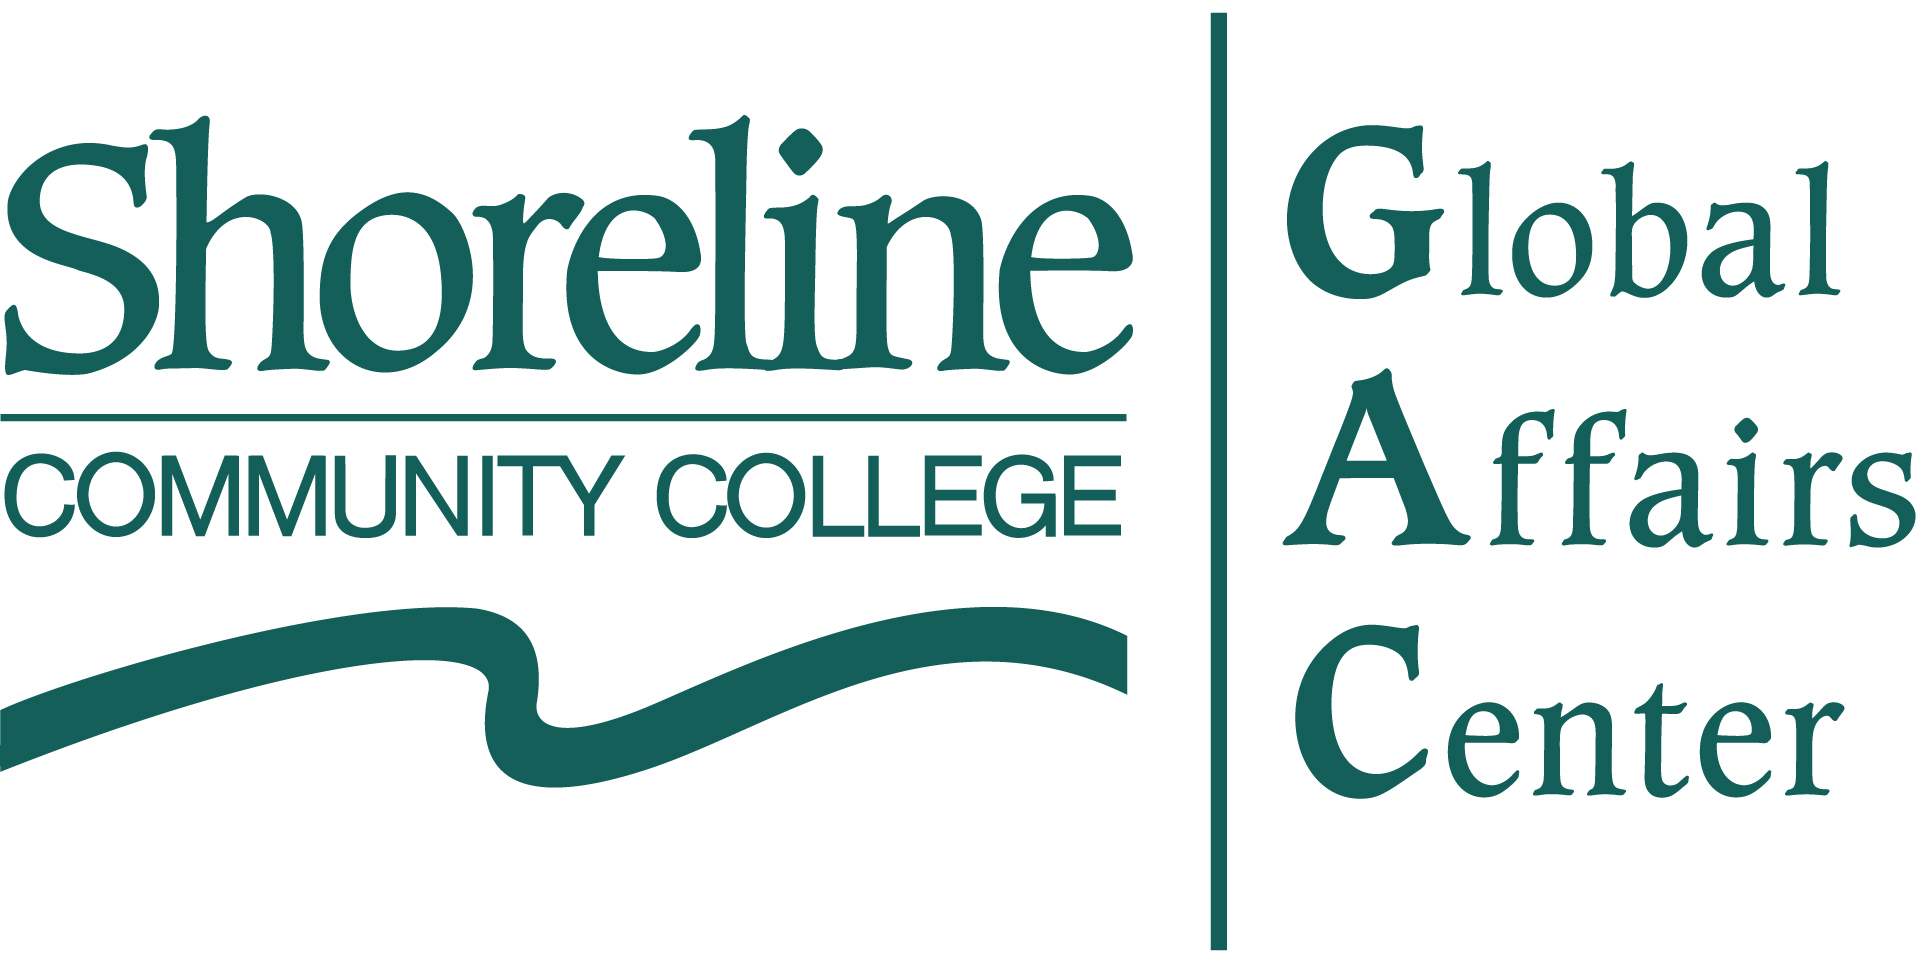 Shoreline
COMMUNITY COLLEGE
Global
Affairs
Center